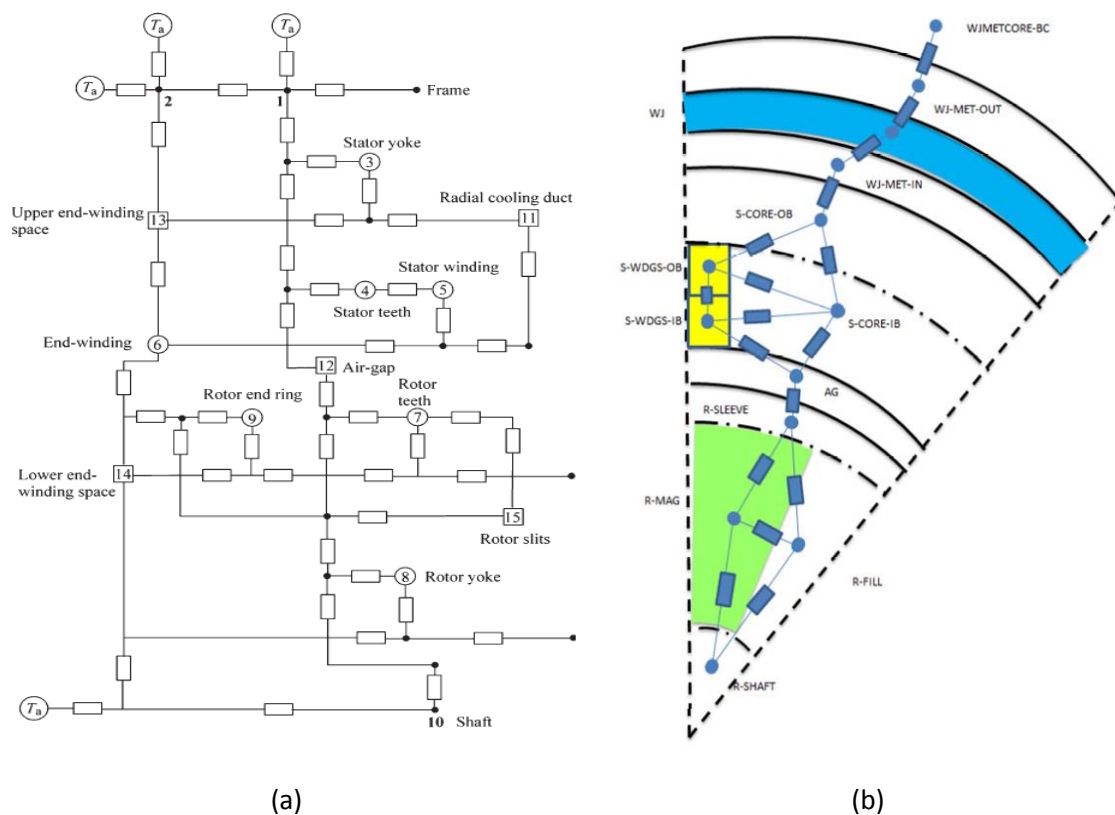 Ta
Ta
Ta
2
1
Frame
Stator yoke
3
Radial cooling duct
Upper end-winding
space
13
11
Stator winding
4
5
Stator teeth
End-winding
6
12
Air-gap
Rotor end ring
Rotor
teeth
9
7
Lower end-
winding space
14
15
Rotor slits
8
Rotor yoke
Ta
10
Shaft
(a)
WJMETCORE-BC
WJ
WJ-MET-OUT
WJ-MET-IN
S-CORE-OB
S-WDGS-OB
S-WDGS-IB
S-CORE-IB
AG
R-SLEEVE
R-MAG
R-FILL
R-SHAFT
(b)